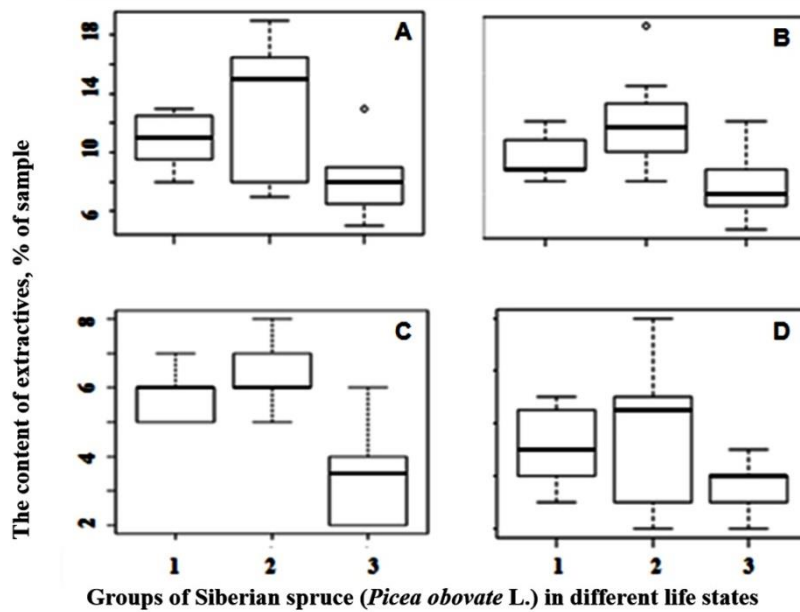 The content of extractives, % of sample
18
14
10
6
A
B
8
6
4
2
C
D
1 2 3 1 2 3
Groups of Siberian spruce (Picea obovate L.) in different life states